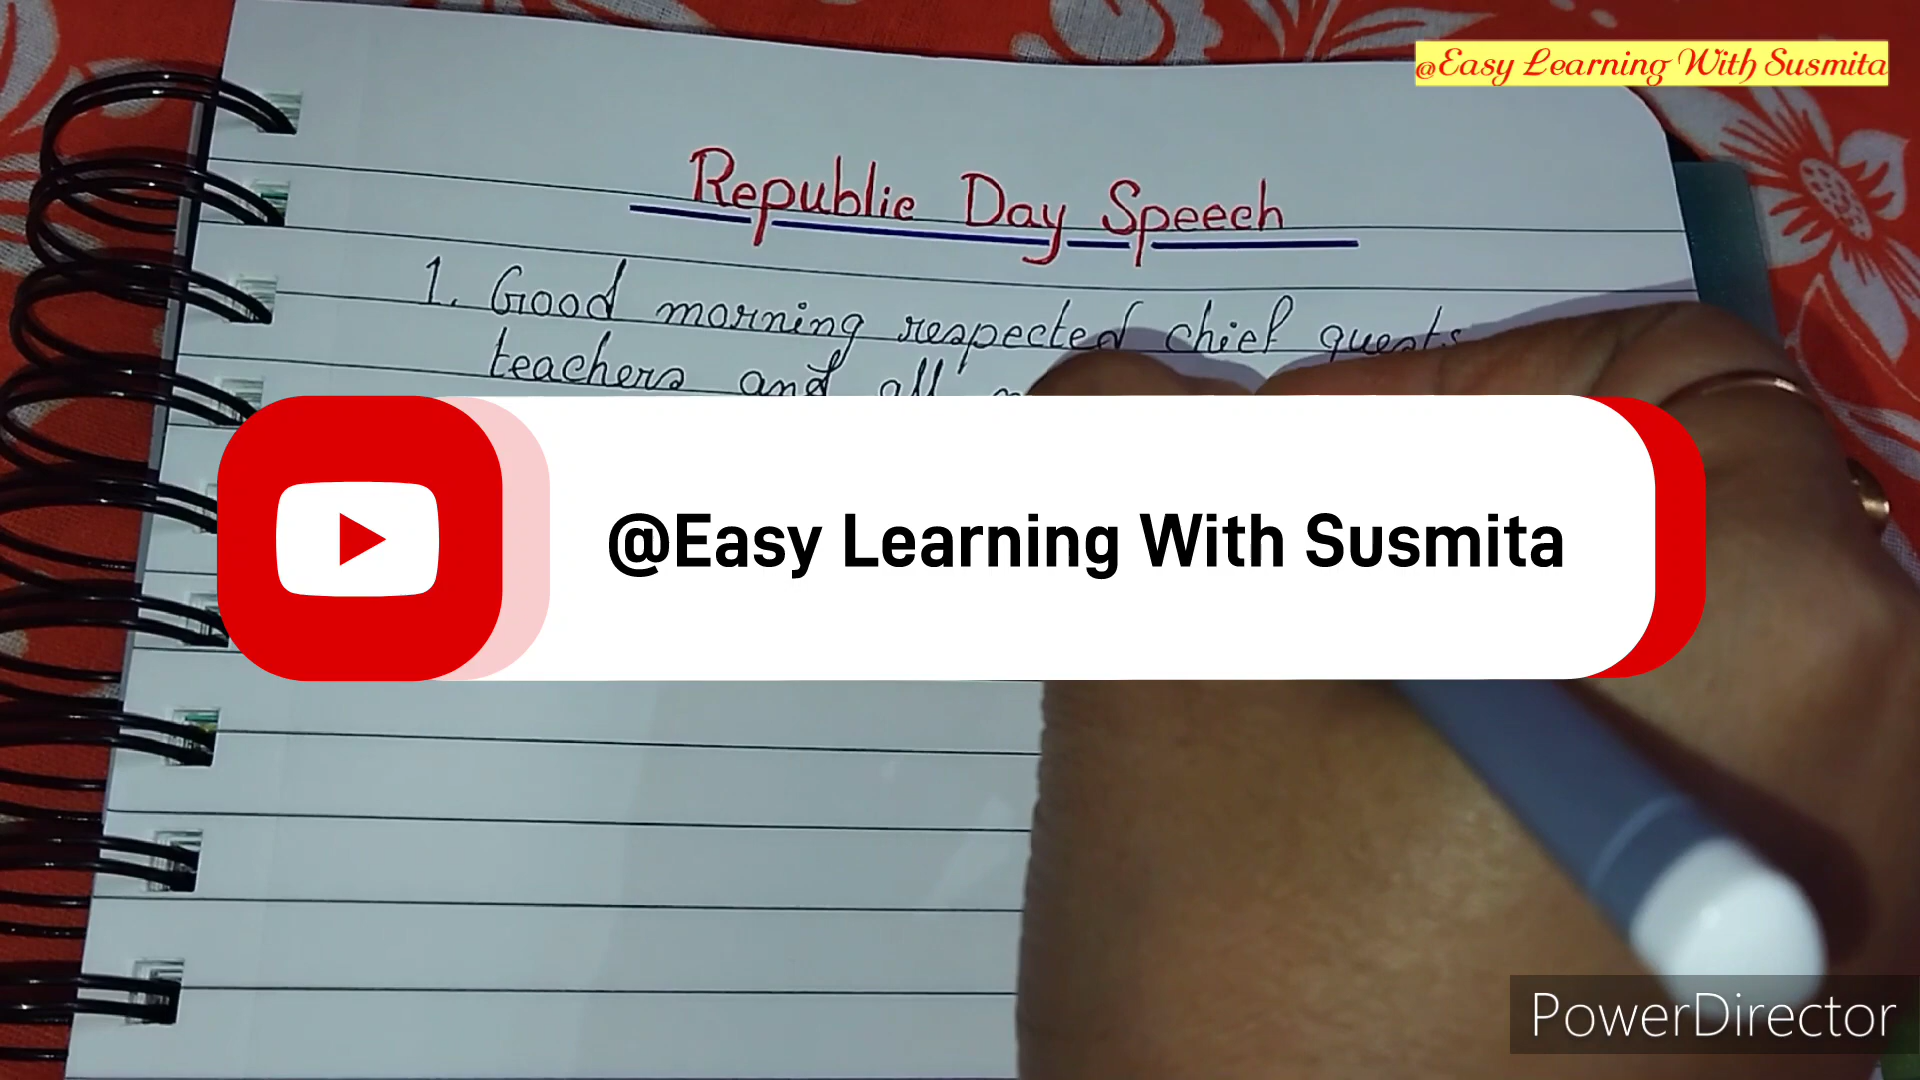 @Easy Learning With Susmita
Republic Day Speech
1. Good morning respected chief guests
teachers and all
@Easy Learning With Susmita
PowerDirector